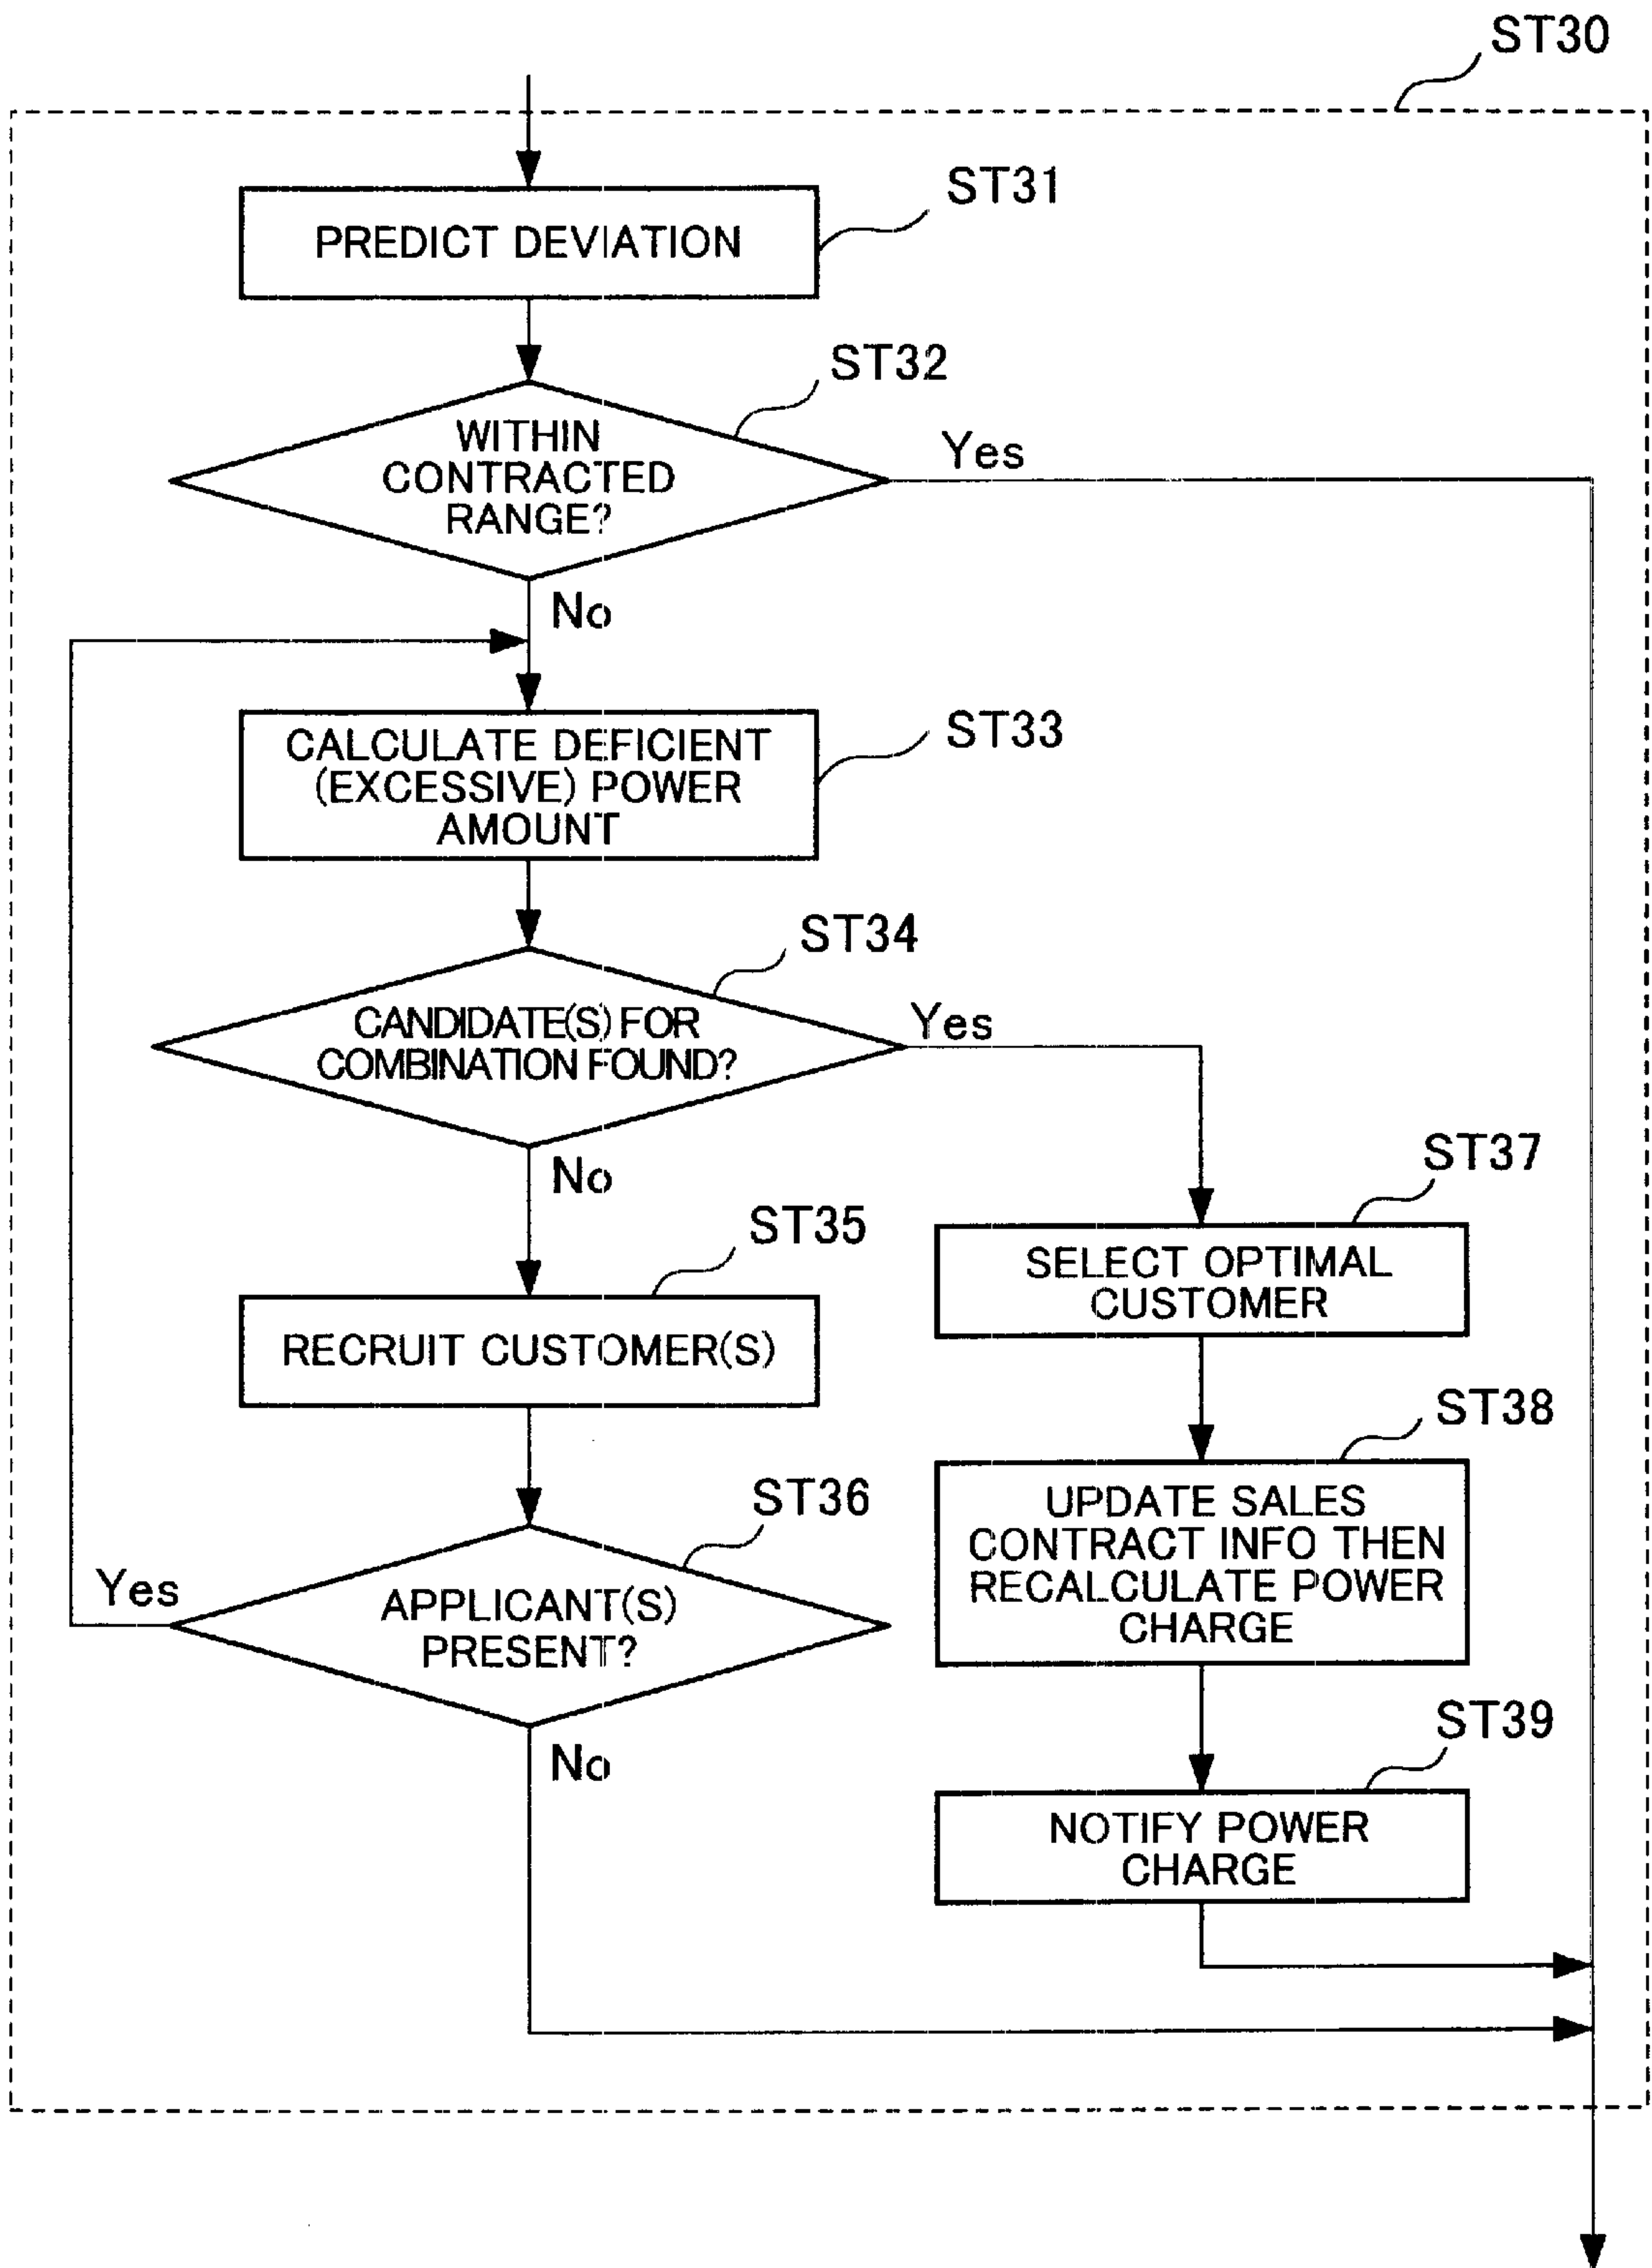 ST30
ST31
PREDICT DEVIATION
ST32
WITHIN
CONTRACTED
RANGE?
Yes
No
ST33
CALCULATE DEFICIENT
(EXCESSIVE) POWER
AMOUNT
ST34
CANDIDATE(S) FOR
COMBINATION FOUND?
Yes
No
ST35
RECRUIT CUSTOMER(S)
ST36
APPLICANT(S)
PRESENT?
Yes
No
ST37
SELECT OPTIMAL
CUSTOMER
ST38
UPDATE SALES
CONTRACT INFO THEN
RECALCULATE POWER
CHARGE
ST39
NOTIFY POWER
CHARGE